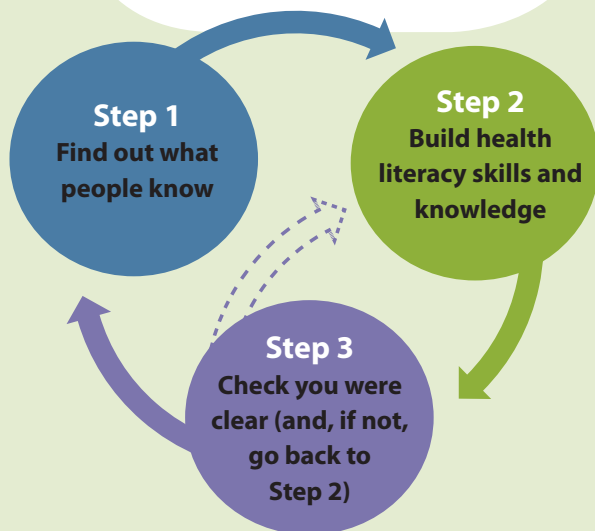 Step 1
Find out what
people know
Step 2
Build health
literacy skills and
knowledge
Step 3
Check you were
clear (and, if not,
go back to
Step 2)